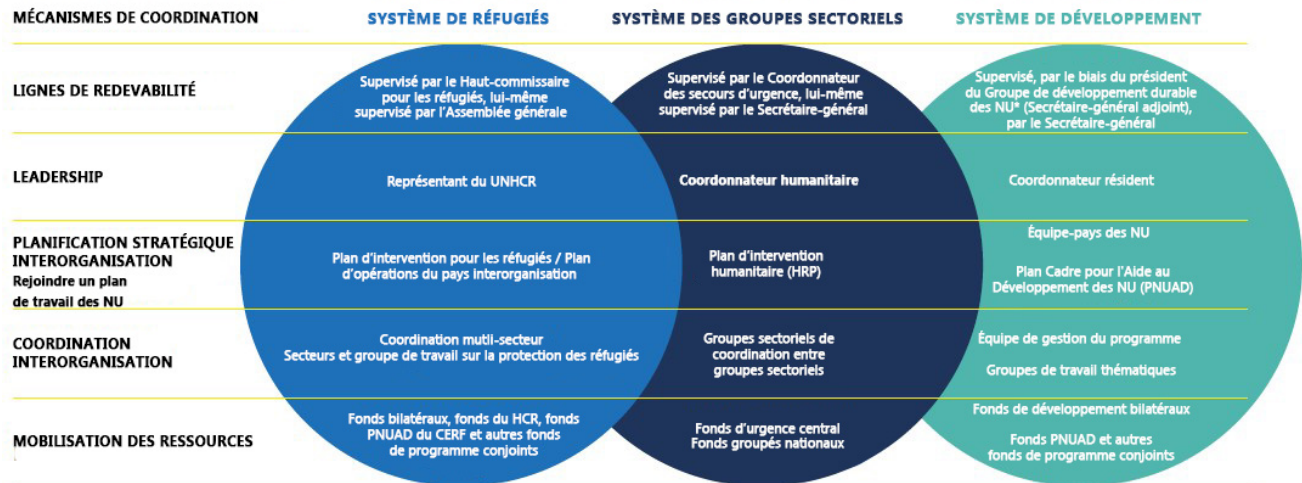 MÉCANISMES DE COORDINATION
SYSTÈME DE RÉFUGIÉS
SYSTÈME DES GROUPES SECTORIELS
SYSTÈME DE DÉVELOPPEMENT
LIGNES DE REDEVABILITÉ
Supervisé par le Haut-commissaire
pour les réfugiés, lui-même
supervisé par l'Assemblée générale
Supervisé par le Coordonnateur
des secours d'urgence, lui-même
supervisé par le Secrétaire-général
Supervisé, par le biais du président
du Groupe de développement durable
des NU* (Secrétaire-général adjoint),
par le Secrétaire-général
LEADERSHIP
Représentant du UNHCR
Coordonnateur humanitaire
Coordonnateur résident
PLANIFICATION STRATÉGIQUE
INTERORGANISATION
Rejoindre un plan
de travail des NU
Plan d'intervention pour les réfugiés / Plan
d'opérations du pays interorganisation
Plan d'intervention
humanitaire (HRP)
Équipe-pays des NU
Plan Cadre pour l'Aide au
Développement des NU (PNUAD)
COORDINATION
INTERORGANISATION
Coordination mutil-secteur
Secteurs et groupe de travail sur la protection des réfugiés
Groupes sectoriels de
coordination entre
groupes sectoriels
Équipe de gestion du programme
Groupes de travail thématiques
MOBILISATION DES RESSOURCES
Fonds bilatéraux, fonds du HCR, fonds
PNUAD du CERF et autres fonds
de programme conjoints
Fonds d'urgence central
Fonds groupés nationaux
Fonds de développement bilatéraux
Fonds PNUAD et autres
fonds de programme conjoints